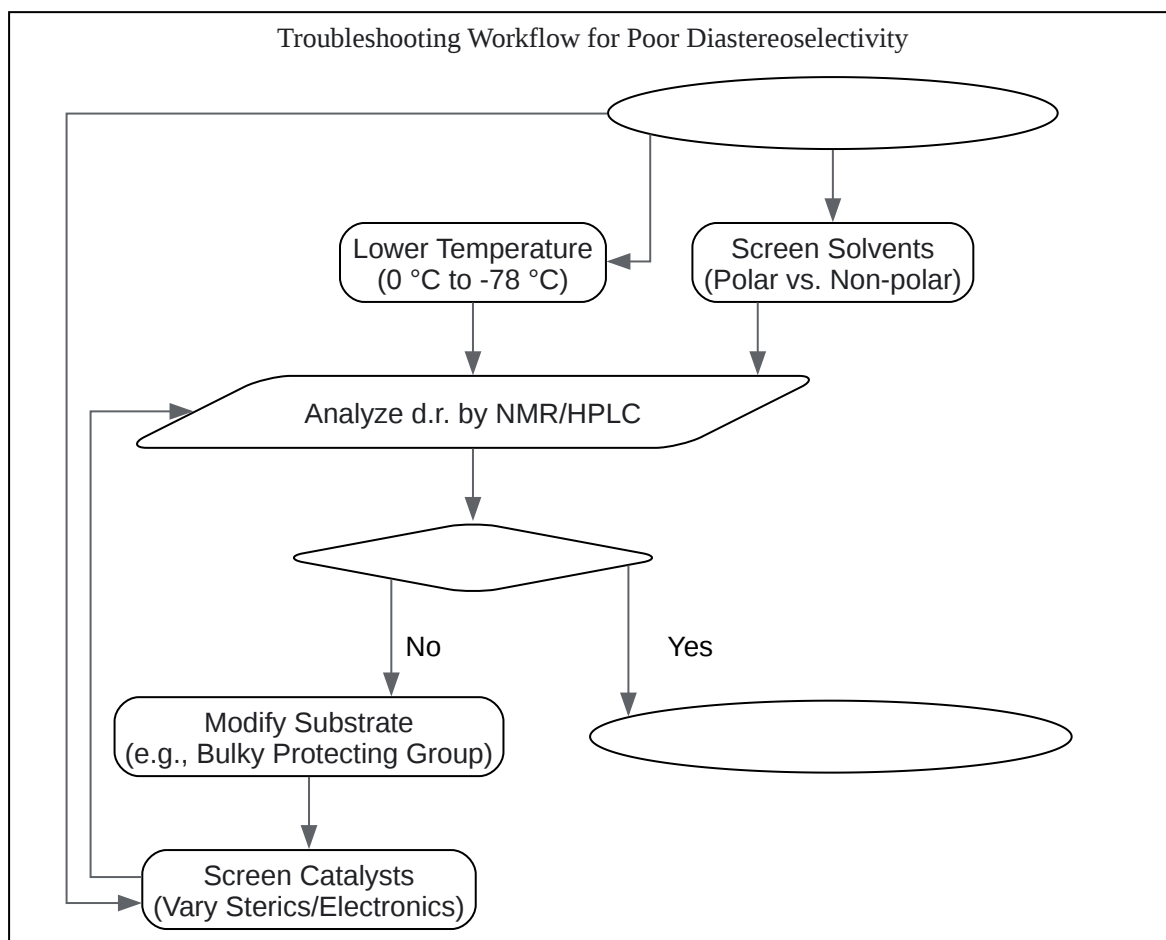 Troubleshooting Workflow for Poor Diastereoselectivity
Lower Temperature
(0 °C to -78 °C)
Screen Solvents
(Polar vs. Non-polar)
Analyze d.r. by NMR/HPLC
No
Yes
Modify Substrate
(e.g., Bulky Protecting Group)
Screen Catalysts
(Vary Sterics/Electronics)